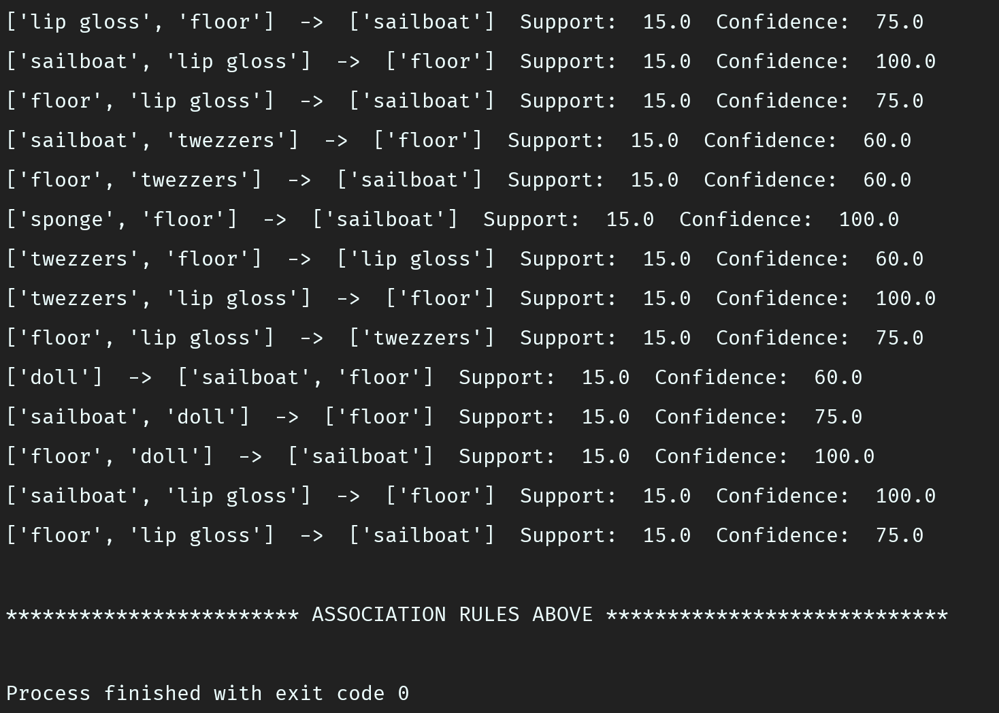 ['lip gloss', 'floor']  ->  ['sailboat']  Support:  15.0  Confidence:  75.0
['sailboat', 'lip gloss']  ->  ['floor']  Support:  15.0  Confidence:  100.0
['floor', 'lip gloss']  ->  ['sailboat']  Support:  15.0  Confidence:  75.0
['sailboat', 'twezzers']  ->  ['floor']  Support:  15.0  Confidence:  60.0
['floor', 'twezzers']  ->  ['sailboat']  Support:  15.0  Confidence:  60.0
['sponge', 'floor']  ->  ['sailboat']  Support:  15.0  Confidence:  100.0
['twezzers', 'floor']  ->  ['lip gloss']  Support:  15.0  Confidence:  60.0
['twezzers', 'lip gloss']  ->  ['floor']  Support:  15.0  Confidence:  100.0
['floor', 'lip gloss']  ->  ['twezzers']  Support:  15.0  Confidence:  75.0
['doll']  ->  ['sailboat', 'floor']  Support:  15.0  Confidence:  60.0
['sailboat', 'doll']  ->  ['floor']  Support:  15.0  Confidence:  75.0
['floor', 'doll']  ->  ['sailboat']  Support:  15.0  Confidence:  100.0
['sailboat', 'lip gloss']  ->  ['floor']  Support:  15.0  Confidence:  100.0
['floor', 'lip gloss']  ->  ['sailboat']  Support:  15.0  Confidence:  75.0
************************ ASSOCIATION RULES ABOVE ****************************
Process finished with exit code 0